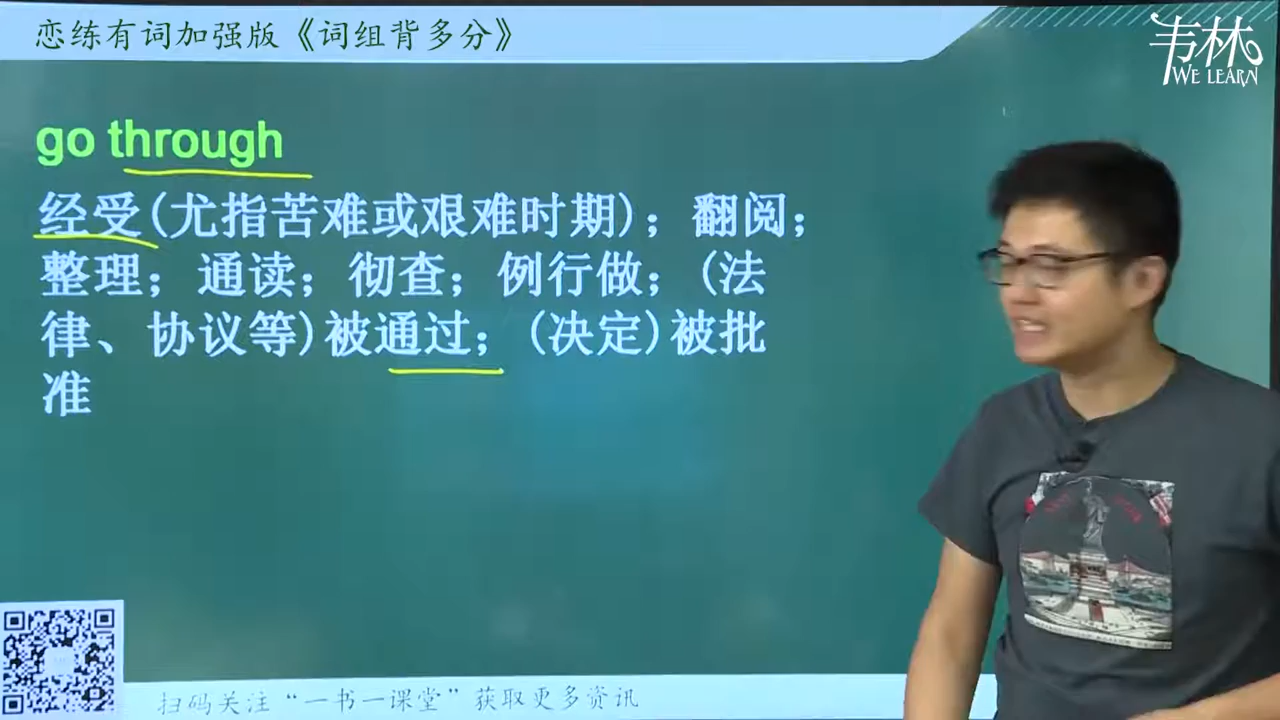 恋练有词加强版《词组背多分》
韦林
WE LEARN
go through
经受(尤指苦难或艰难时期)；翻阅；
整理；通读；彻查；例行做；(法
律、协议等)被通过；(决定)被批
准
扫码关注“一书一课堂”获取更多资讯